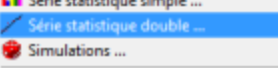 Série statistique simple ...
Série statistique double ...
Simulations ...